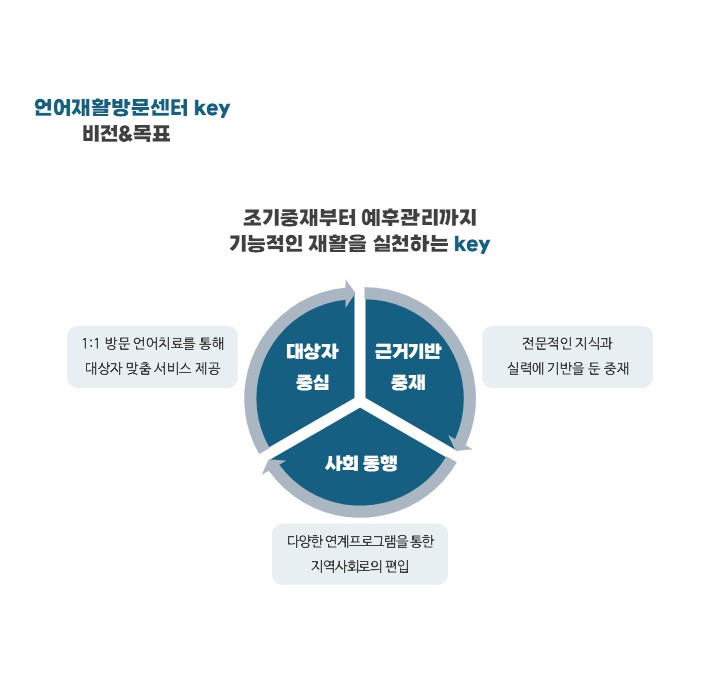 언어재활방문센터 key
비전&목표
조기중재부터 예후관리까지
기능적인 재활을 실천하는 key
1:1 방문 언어치료를 통해
대상자 맞춤 서비스 제공
대상자
중심
근거기반
중재
전문적인 지식과
실력에 기반을 둔 중재
사회 동행
다양한 연계프로그램을 통한
지역사회로의 편입